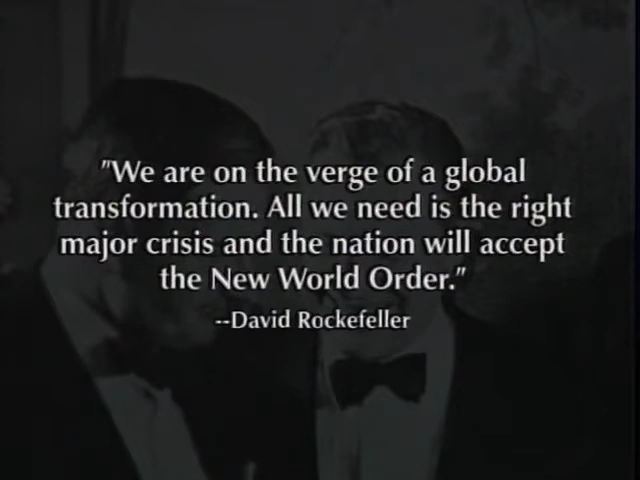 "We are on the verge of a global
transformation. All we need is the right
major crisis and the nation will accept
the New World Order."
--David Rockefeller